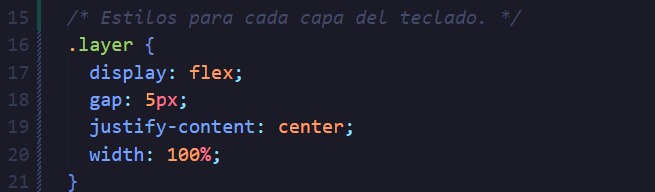 15 /* Estilos para cada capa del teclado. */
16 .layer {
17 display: flex;
18 gap: 5px;
19 justify-content: center;
20 width: 100%;
21 }